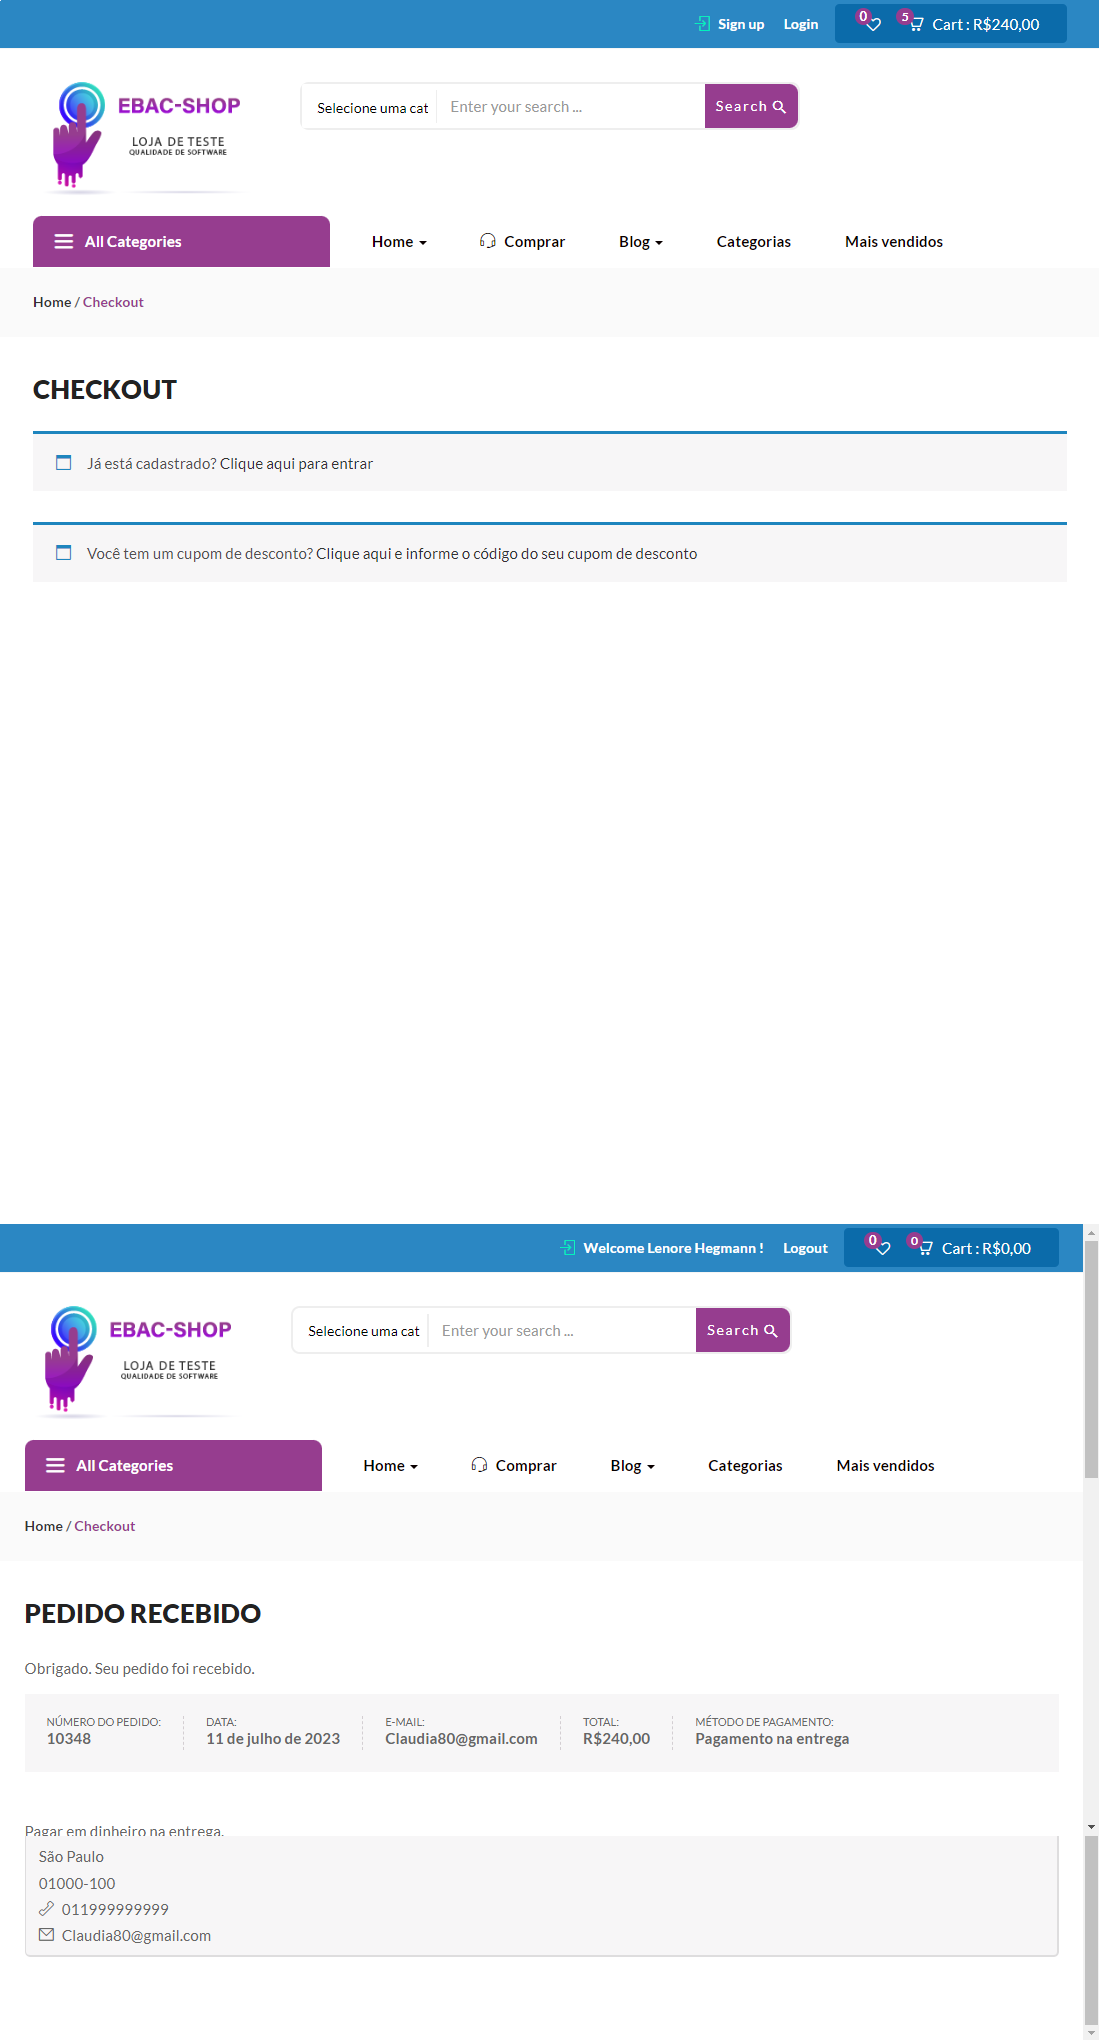 Sign up Login 0 5 Cart : R$240,00
EBAC-SHOP
LOJA DE TESTE
QUALIDADE DE SOFTWARE
Selione uma cat Enter your search ... Search
All Categories Home Comprar Blog Categorias Mais vendidos
Home / Checkout
CHECKOUT
Já está cadastrado? Clique aqui para entrar
Você tem um cupom de desconto? Clique aqui e informe o código do seu cupom de desconto
Welcome Lenore Hegmann ! Logout 0 0 Cart : R$0,00
EBAC-SHOP
LOJA DE TESTE
QUALIDADE DE SOFTWARE
Selecione uma cat Enter your search ... Search
All Categories Home Comprar Blog Categorias Mais vendidos
Home / Checkout
PEDIDO RECEBIDO
Obrigado. Seu pedido foi recebido.
NÚMERO DO PEDIDO: DATA: E-MAIL: TOTAL: MÉTODO DE PAGAMENTO:
10348 11 de julho de 2023 Claudia80@gmail.com R$240,00 Pagamento na entrega
Pagar em dinheiro na entrega.
São Paulo
01000-100
011999999999
Claudia80@gmail.com